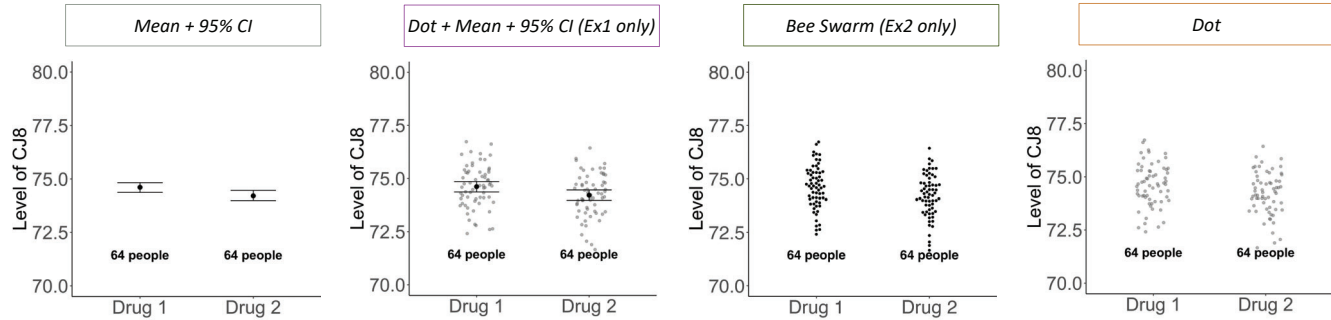 Mean + 95% CI
Dot + Mean + 95% CI (Ex1 only)
Bee Swarm (Ex2 only)
Dot
Level of CJ8
80.0
77.5
75.0
72.5
70.0
64 people
64 people
Drug 1
Drug 2
Level of CJ8
80.0
77.5
75.0
72.5
70.0
64 people
64 people
Drug 1
Drug 2
Level of CJ8
80.0
77.5
75.0
72.5
70.0
64 people
64 people
Drug 1
Drug 2
Level of CJ8
80.0
77.5
75.0
72.5
70.0
64 people
64 people
Drug 1
Drug 2